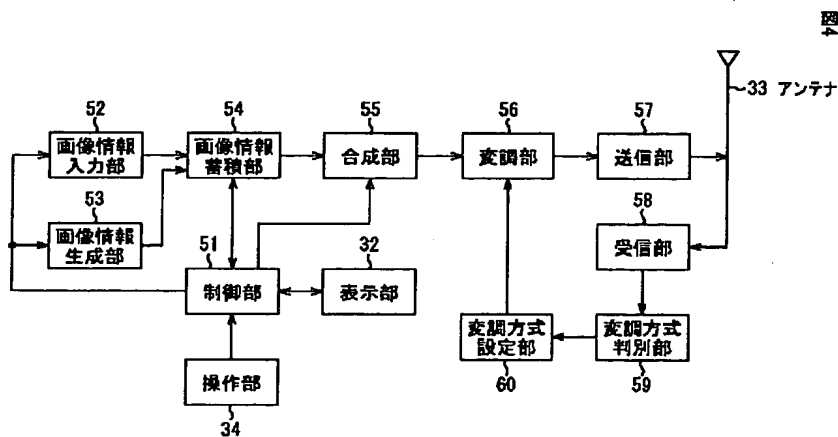 図4
33 アンテナ
52
画像情報
入力部
54
画像情報
蓄積部
55
合成部
56
変調部
57
送信部
53
画像情報
生成部
58
受信部
51
制御部
32
表示部
変調方式
設定部
60
変調方式
判別部
59
操作部
34